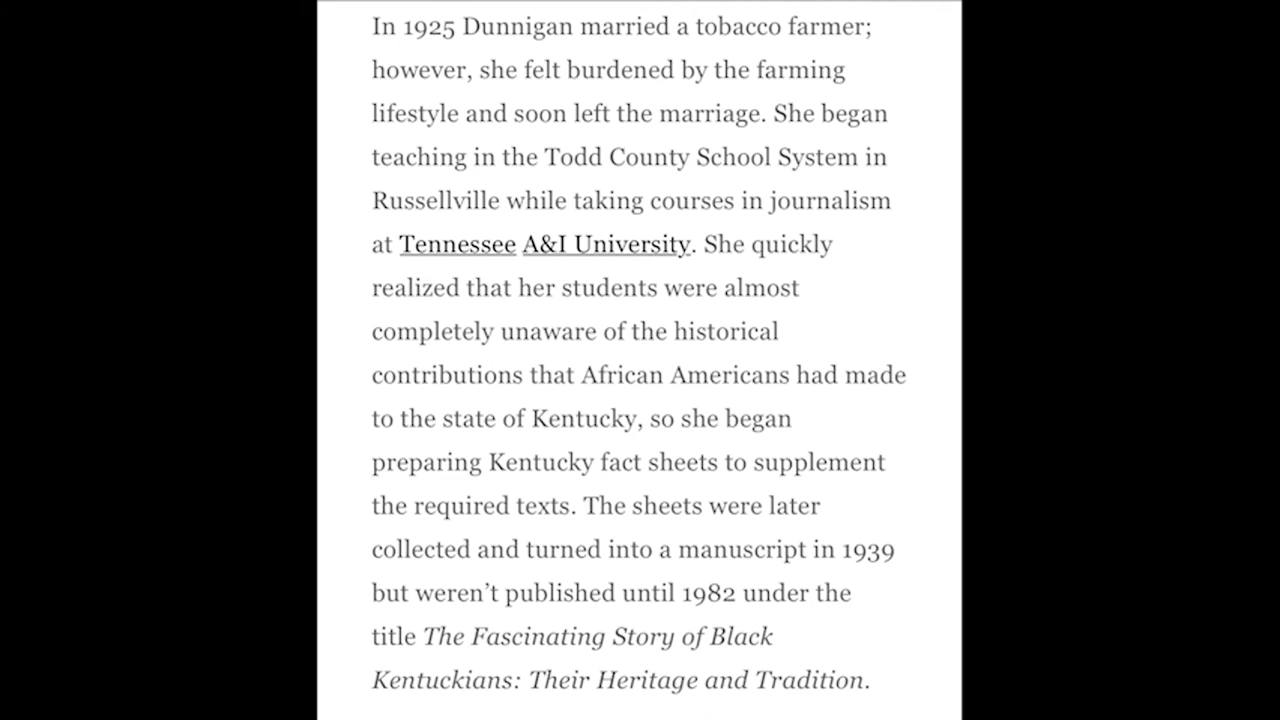 In 1925 Dunnigan married a tobacco farmer;
however, she felt burdened by the farming
lifestyle and soon left the marriage. She began
teaching in the Todd County School System in
Russellville while taking courses in journalism
at Tennessee A&I University. She quickly
realized that her students were almost
completely unaware of the historical
contributions that African Americans had made
to the state of Kentucky, so she began
preparing Kentucky fact sheets to supplement
the required texts. The sheets were later
collected and turned into a manuscript in 1939
but weren’t published until 1982 under the
title The Fascinating Story of Black
Kentuckians: Their Heritage and Tradition.